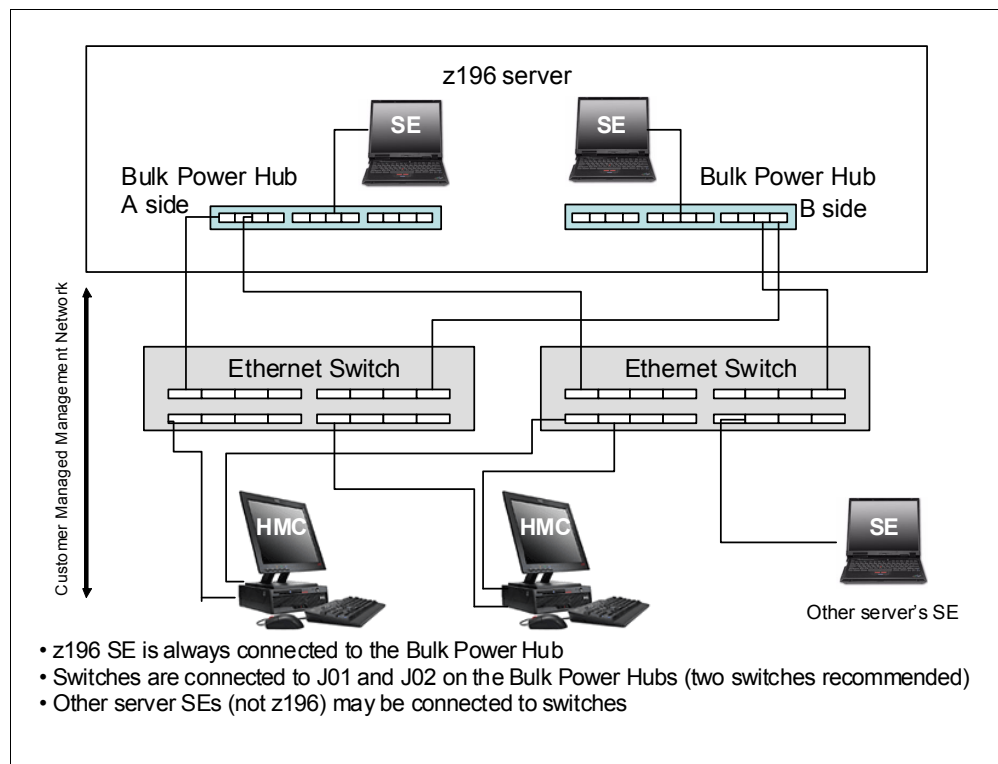 z196 server
SE
SE
Bulk Power Hub
A side
Bulk Power Hub
B side
Customer Managed Management Network
Ethernet Switch
Ethernet Switch
HMC
HMC
SE
Other server's SE
• z196 SE is always connected to the Bulk Power Hub
• Switches are connected to J01 and J02 on the Bulk Power Hubs (two switches recommended)
• Other server SEs (not z196) may be connected to switches